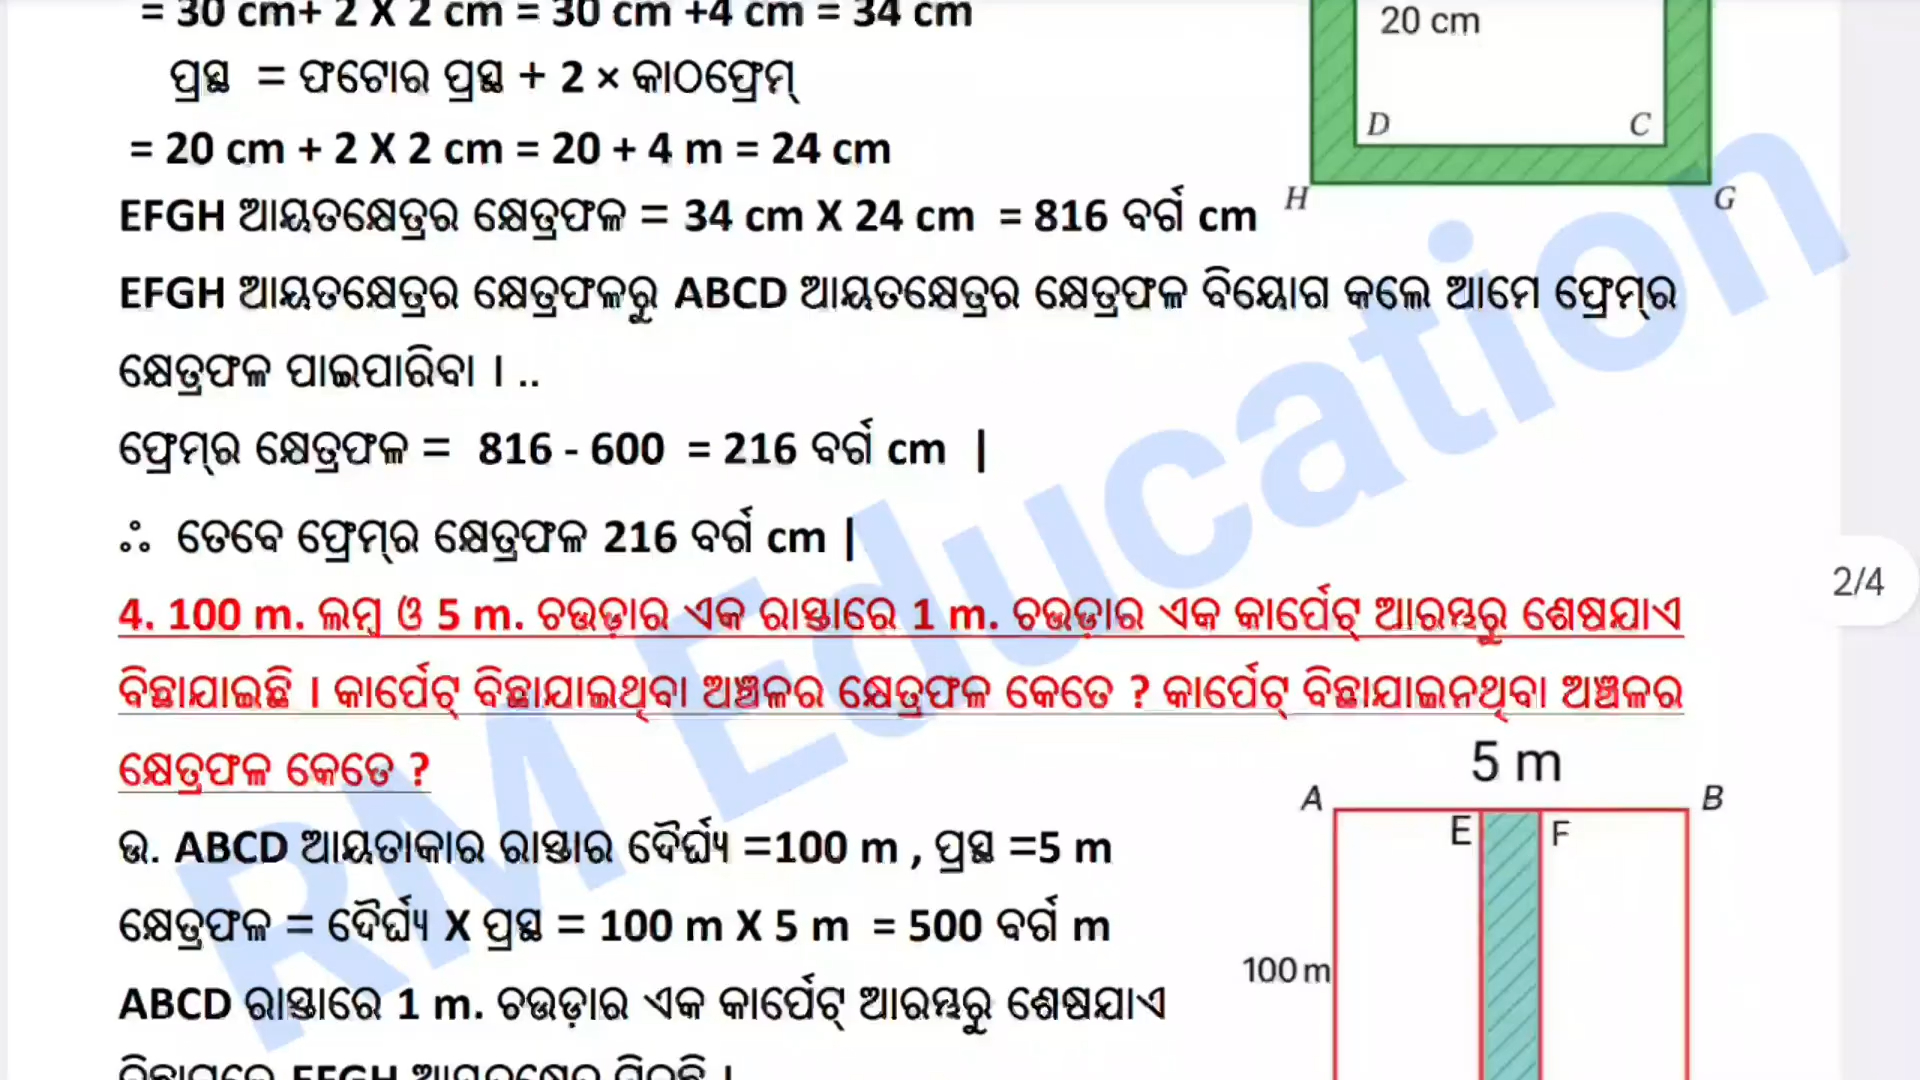 = 30 cm+ 2 X 2 cm = 30 cm +4 cm = 34 cm
20 cm
ପ୍ରସ୍ଥ = ଫଟୋର ପ୍ରସ୍ଥ + 2 × କାଠଫ୍ରେମ୍
D C
= 20 cm + 2 X 2 cm = 20 + 4 m = 24 cm
H G
EFGH ଆୟତକ୍ଷେତ୍ରର କ୍ଷେତ୍ରଫଳ = 34 cm X 24 cm = 816 ବର୍ଗ cm
EFGH ଆୟତକ୍ଷେତ୍ରର କ୍ଷେତ୍ରଫଳରୁ ABCD ଆୟତକ୍ଷେତ୍ରର କ୍ଷେତ୍ରଫଳ ବିୟୋଗ କଲେ ଆମେ ଫ୍ରେମ୍‌ର
କ୍ଷେତ୍ରଫଳ ପାଇପାରିବା । ..
ଫ୍ରେମ୍‌ର କ୍ଷେତ୍ରଫଳ = 816 - 600 = 216 ବର୍ଗ cm |
∴ ତେବେ ଫ୍ରେମ୍‌ର କ୍ଷେତ୍ରଫଳ 216 ବର୍ଗ cm |
2/4
4. 100 m. ଲମ୍ବ ଓ 5 m. ଚଉଡ଼ାର ଏକ ରାସ୍ତାରେ 1 m. ଚଉଡ଼ାର ଏକ କାର୍ପେଟ୍ ଆରମ୍ଭରୁ ଶେଷଯାଏ
ବିଛାଯାଇଛି । କାର୍ପେଟ୍ ବିଛାଯାଇଥିବା ଅଞ୍ଚଳର କ୍ଷେତ୍ରଫଳ କେତେ ? କାର୍ପେଟ୍ ବିଛାଯାଇନଥିବା ଅଞ୍ଚଳର
କ୍ଷେତ୍ରଫଳ କେତେ ?
5 m
A B
E F
ଉ. ABCD ଆୟତାକାର ରାସ୍ତାର ଦୈର୍ଘ୍ୟ =100 m , ପ୍ରସ୍ଥ =5 m
କ୍ଷେତ୍ରଫଳ = ଦୈର୍ଘ୍ୟ X ପ୍ରସ୍ଥ = 100 m X 5 m = 500 ବର୍ଗ m
100 m
ABCD ରାସ୍ତାରେ 1 m. ଚଉଡ଼ାର ଏକ କାର୍ପେଟ୍ ଆରମ୍ଭରୁ ଶେଷଯାଏ
EFGH
RM Education